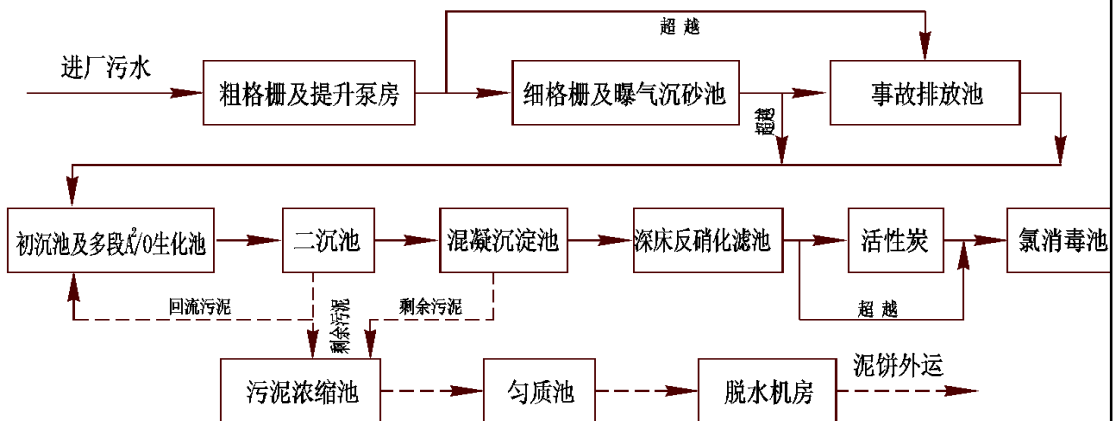 超越
进厂污水
粗格栅及提升泵房
细格栅及曝气沉砂池
超越
事故排放池
初沉池及多段A²/O生化池
二沉池
混凝沉淀池
深床反硝化滤池
活性炭
氯消毒池
回流污泥
剩余污泥
剩余污泥
超越
污泥浓缩池
匀质池
脱水机房
泥饼外运